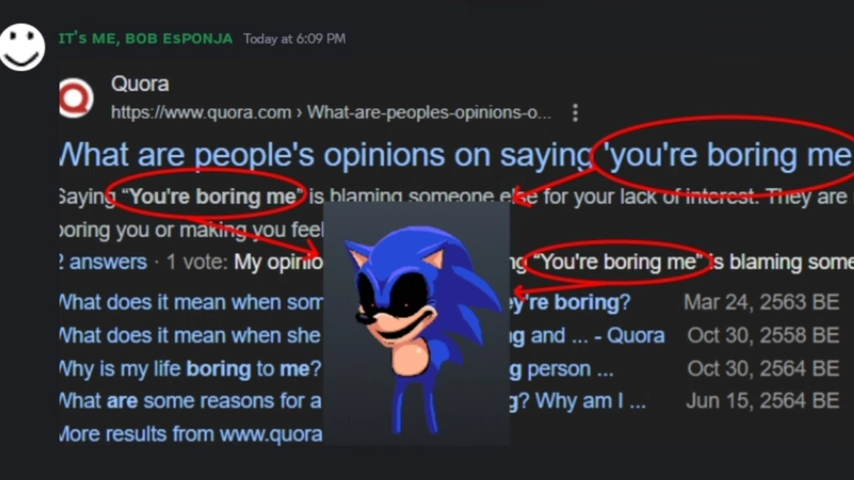 IT's ME, BOB EsPONJA Today at 6:09 PM
Quora
https://www.quora.com › What-are-peoples-opinions-o...
What are people's opinions on saying 'you're boring me
Saying "You're boring me" is blaming someone else for your lack of interest. They are
boring you or making you feel
2 answers · 1 vote: My opinio ng "You're boring me" is blaming some
What does it mean when som ey're boring? Mar 24, 2563 BE
What does it mean when she ng and ... - Quora Oct 30, 2558 BE
Why is my life boring to me? g person ... Oct 30, 2564 BE
What are some reasons for a g? Why am I ... Jun 15, 2564 BE
More results from www.quora